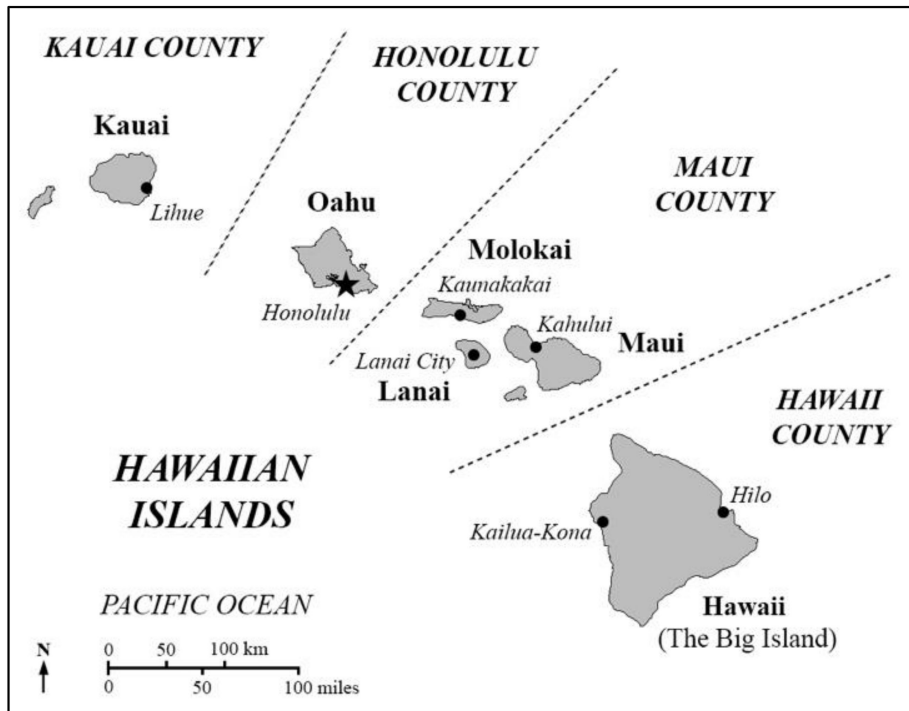 KAUAI COUNTY
HONOLULU
COUNTY
Kauai
Lihue
MAUI
COUNTY
Oahu
Honolulu
Molokai
Kaunakakai
Kahului
Maui
Lanai City
Lanai
HAWAII
COUNTY
HAWAIIAN
ISLANDS
Hilo
Kailua-Kona
Hawaii
(The Big Island)
PACIFIC OCEAN
N
0 50 100 km
0 50 100 miles